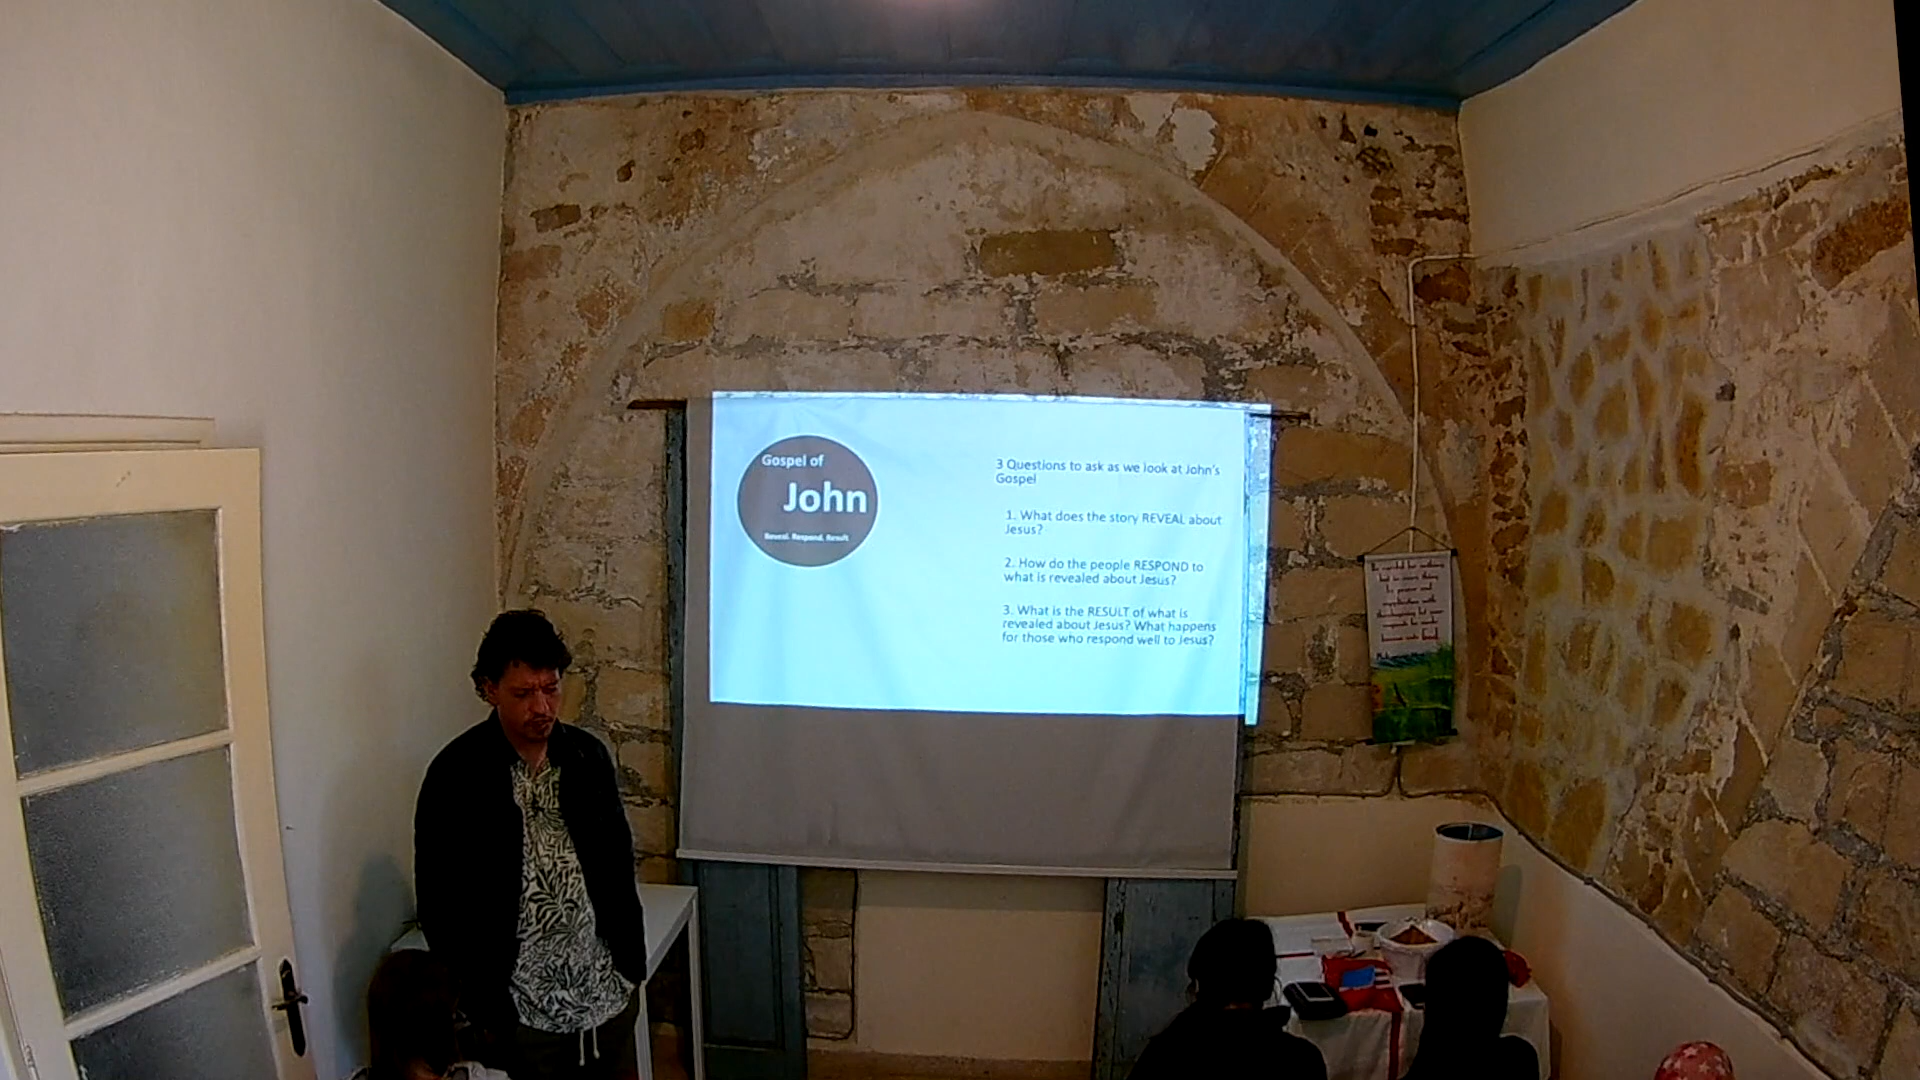 Gospel of
John
Reveal. Respond. Result
3 Questions to ask as we look at John's
Gospel
1. What does the story REVEAL about
Jesus?
2. How do the people RESPOND to
what is revealed about Jesus?
3. What is the RESULT of what is
revealed about Jesus? What happens
for those who respond well to Jesus?